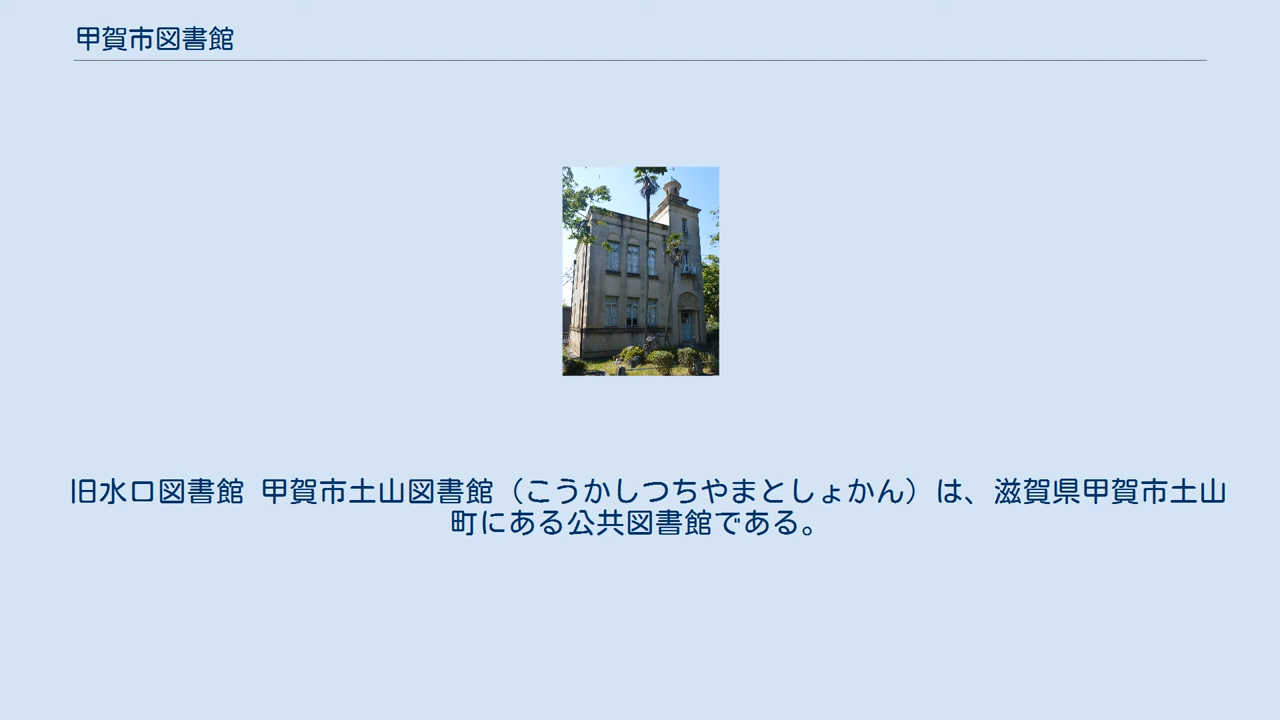 甲賀市図書館
旧水口図書館 甲賀市土山図書館（こうかしつちやまとしょかん）は、滋賀県甲賀市土山
町にある公共図書館である。